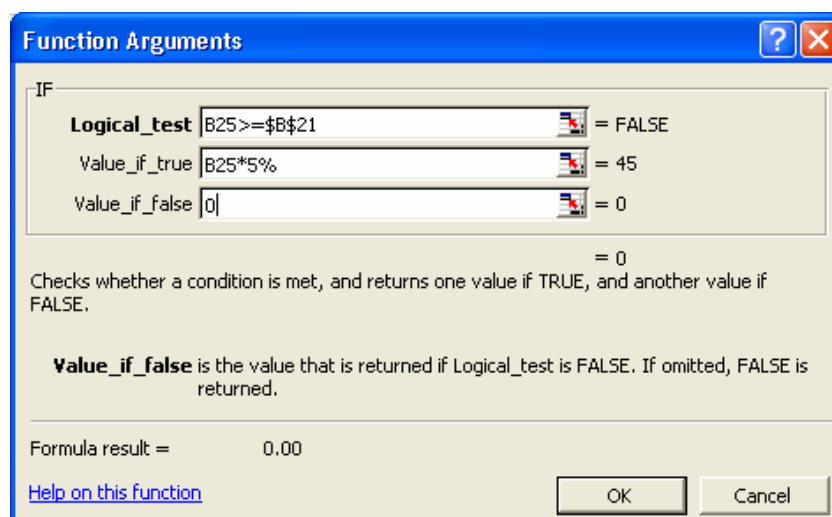 Function Arguments
IF
Logical_test B25>=$B$21 = FALSE
Value_if_true B25*5% = 45
Value_if_false 0 = 0
= 0
Checks whether a condition is met, and returns one value if TRUE, and another value if
FALSE.
Value_if_false is the value that is returned if Logical_test is FALSE. If omitted, FALSE is
returned.
Formula result = 0.00
Help on this function
OK Cancel